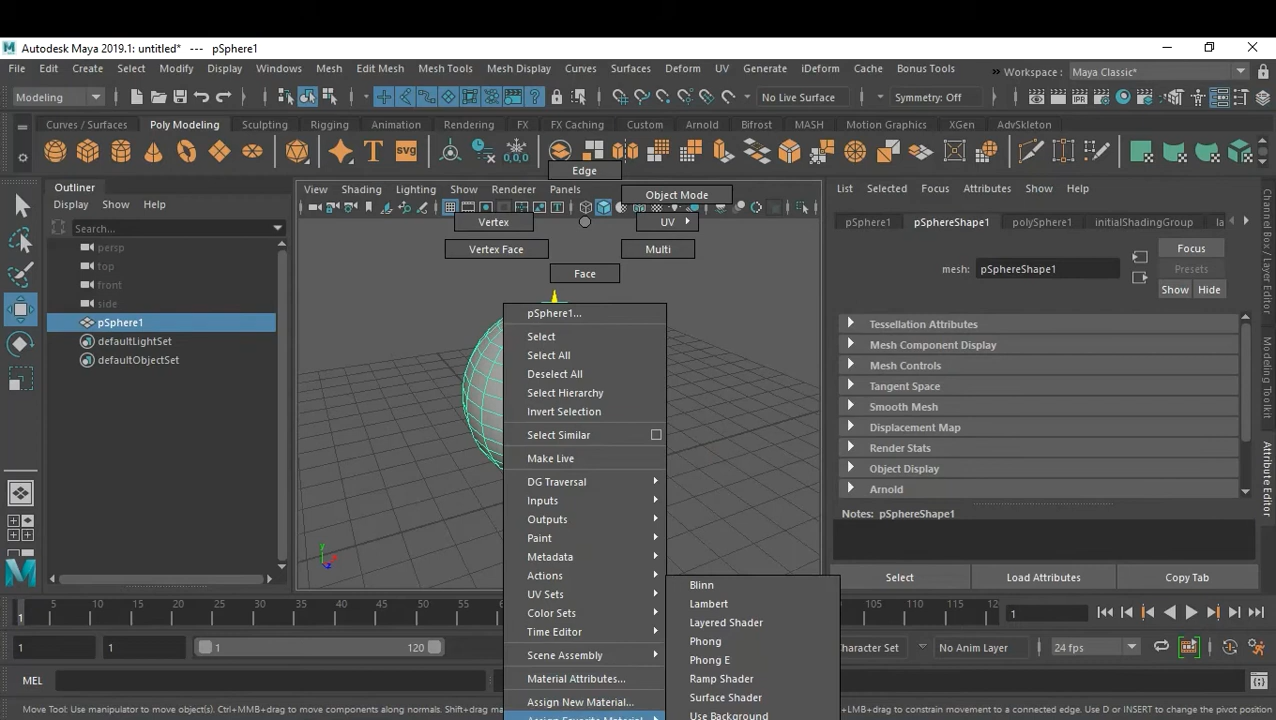 Autodesk Maya 2019.1: untitled* --- pSphere1
File Edit Create Select Modify Display Windows Mesh Edit Mesh Mesh Tools Mesh Display Curves Surfaces Deform UV Generate iDeform Cache Bonus Tools » Workspace: Maya Classic*
Modeling No Live Surface Symmetry: Off
Curves / Surfaces Poly Modeling Sculpting Rigging Animation Rendering FX FX Caching Custom Arnold Bifrost MASH Motion Graphics XGen AdvSkeleton
T svg 0,0,0
Outliner
Display Show Help
Search...
persp
top
front
side
pSphere1
defaultLightSet
defaultObjectSet
View Shading Lighting Show Renderer Panels
Edge
Object Mode
Vertex
UV
Vertex Face
Multi
Face
pSphere1...
Select
Select All
Deselect All
Select Hierarchy
Invert Selection
Select Similar
Make Live
DG Traversal
Inputs
Outputs
Paint
Metadata
Actions
UV Sets
Color Sets
Time Editor
Scene Assembly
Material Attributes...
Assign New Material...
Assign Favorite Material
Blinn
Lambert
Layered Shader
Phong
Phong E
Ramp Shader
Surface Shader
Use Background
y
List Selected Focus Attributes Show Help
pSphere1 pSphereShape1 polySphere1 initialShadingGroup la
mesh: pSphereShape1
Focus
Presets
Show Hide
Tessellation Attributes
Mesh Component Display
Mesh Controls
Tangent Space
Smooth Mesh
Displacement Map
Render Stats
Object Display
Arnold
Notes: pSphereShape1
Select Load Attributes Copy Tab
Channel Box / Layer Editor
Modeling Toolkit
Attribute Editor
1 5 10 15 20 25 30 35 40 45 50 55 105 110 115 12 1
1 1 1 120 Character Set No Anim Layer 24 fps
MEL
Move Tool: Use manipulator to move object(s). Ctrl+MMB+drag to move components along normals. Shift+ constrain movement to a connected edge. Use D or INSERT to change the pivot position